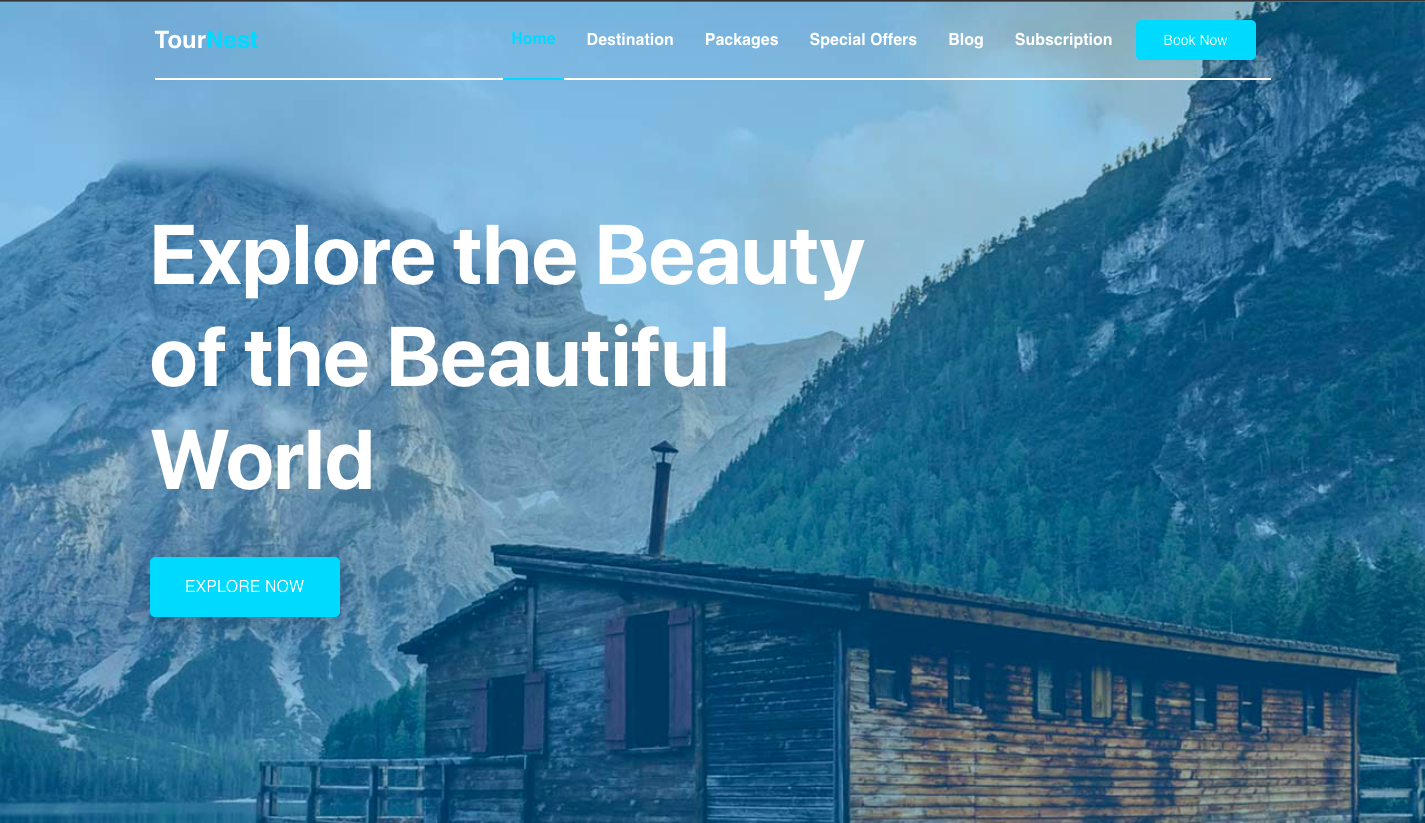 TourNest Home Destination Packages Special Offers Blog Subscription Book Now
Explore the Beauty
of the Beautiful
World
EXPLORE NOW